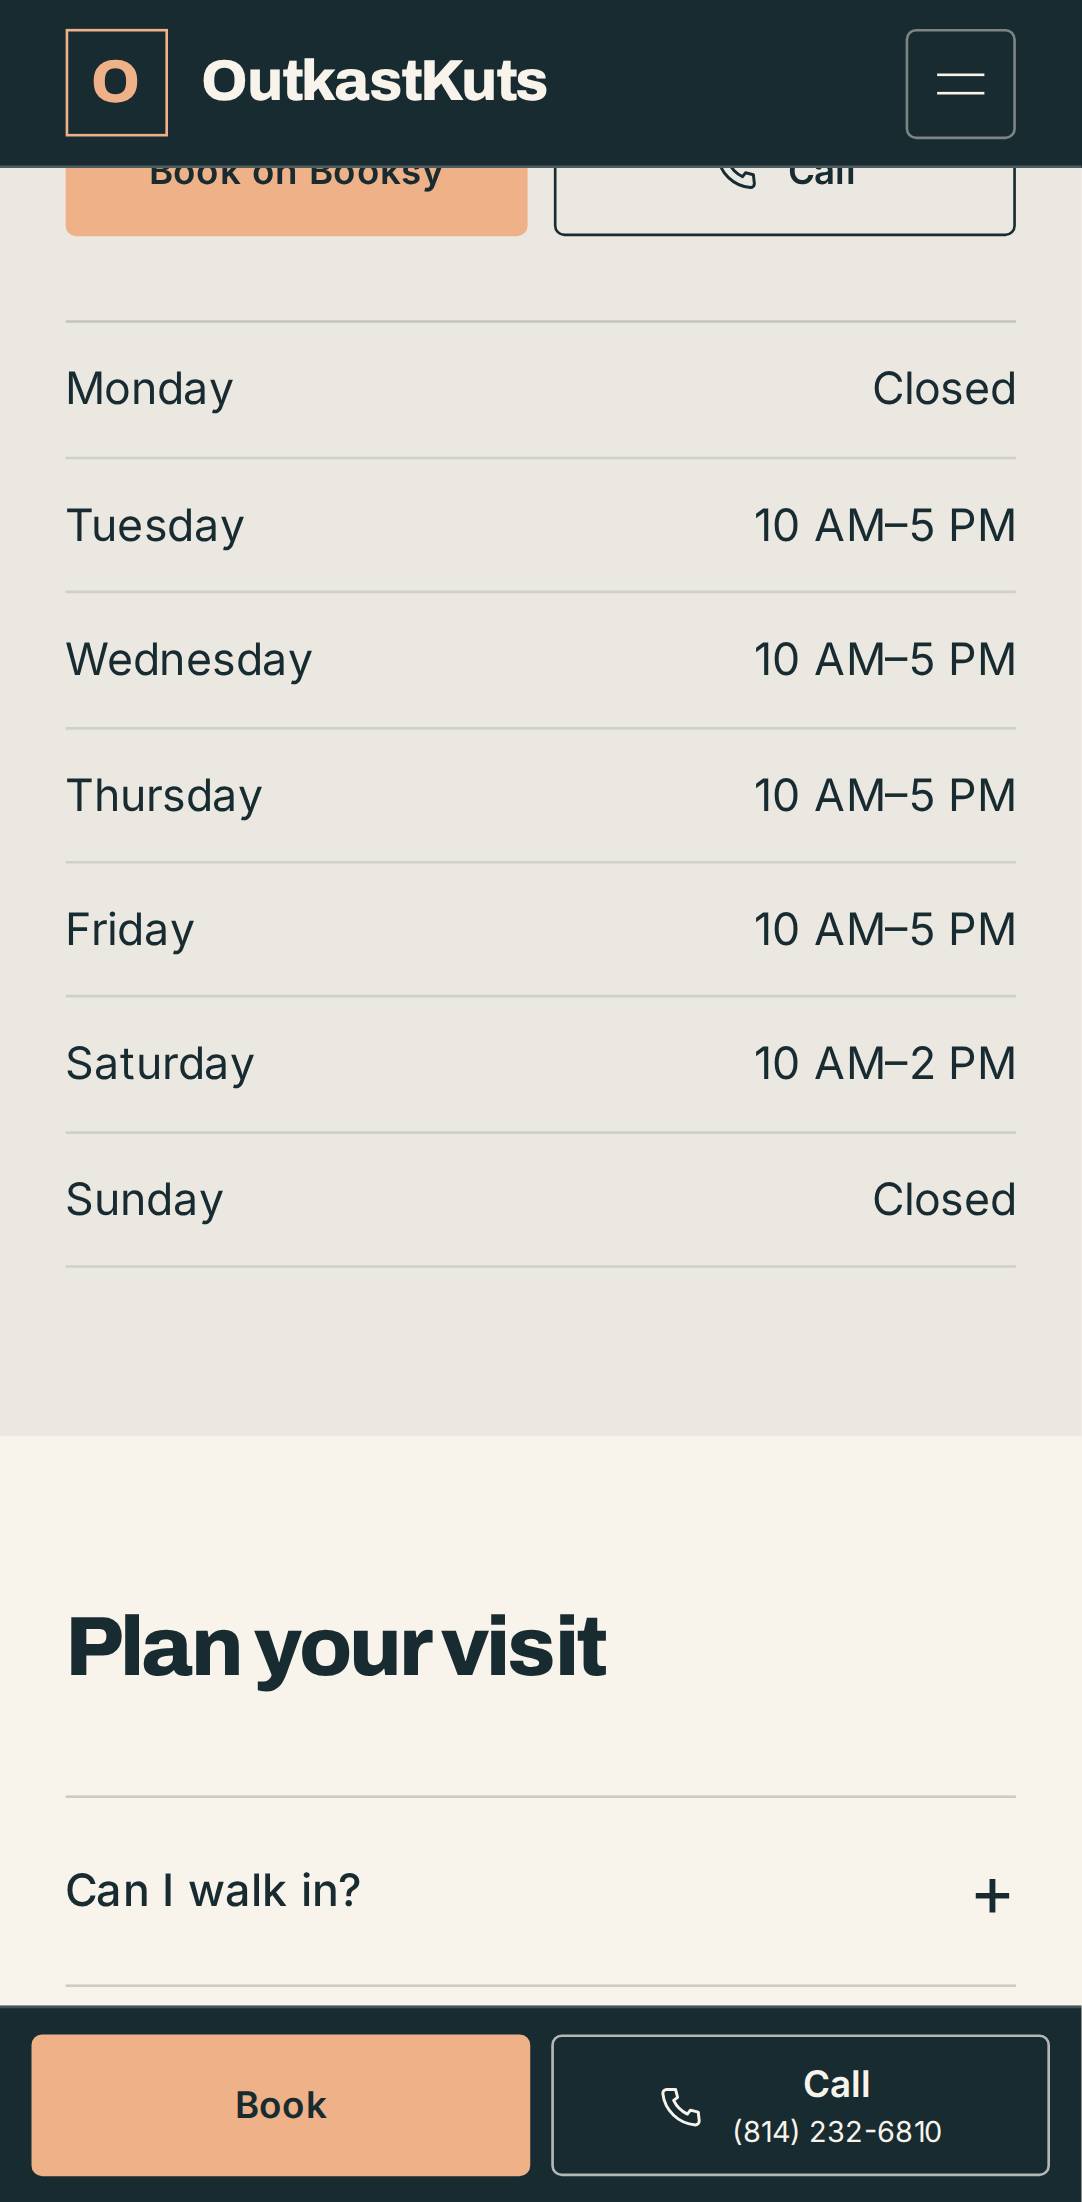 O OutkastKuts
Book on Booksy Call
Monday Closed
Tuesday 10 AM–5 PM
Wednesday 10 AM–5 PM
Thursday 10 AM–5 PM
Friday 10 AM–5 PM
Saturday 10 AM–2 PM
Sunday Closed
Plan your visit
Can I walk in? +
Book
Call
(814) 232-6810